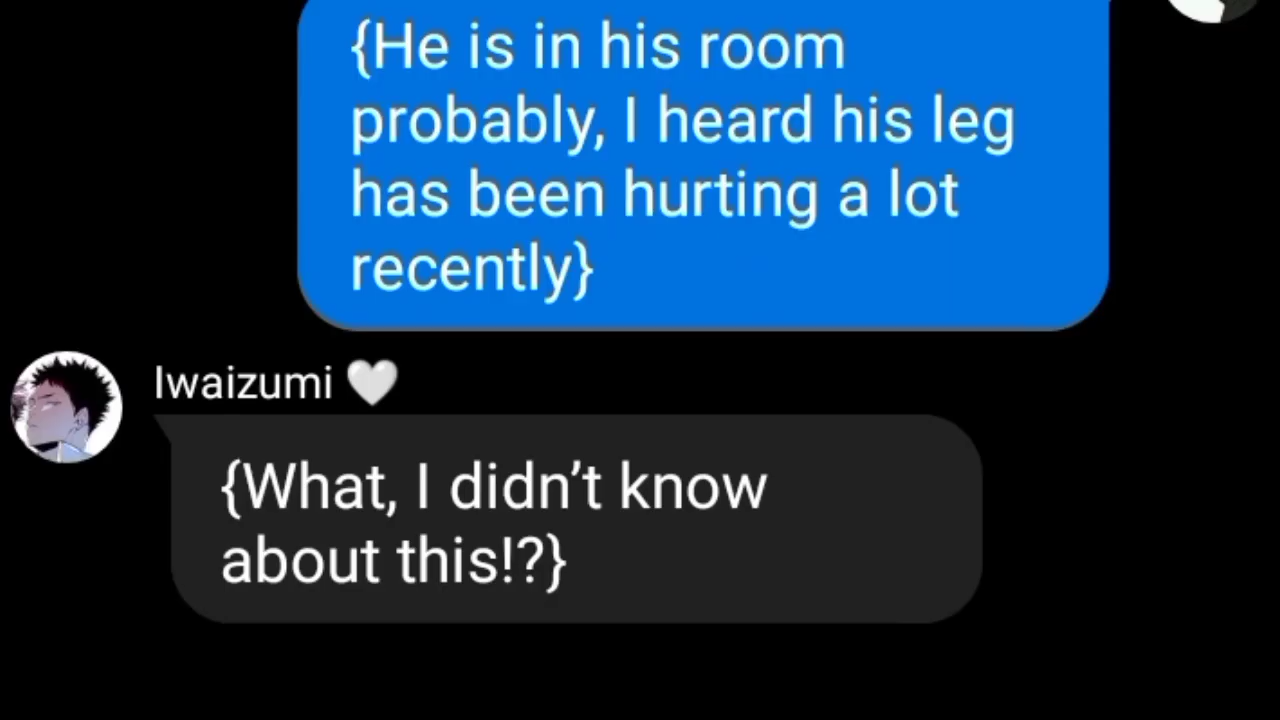 {He is in his room
probably, I heard his leg
has been hurting a lot
recently}
Iwaizumi 🤍
{What, I didn’t know
about this!?}